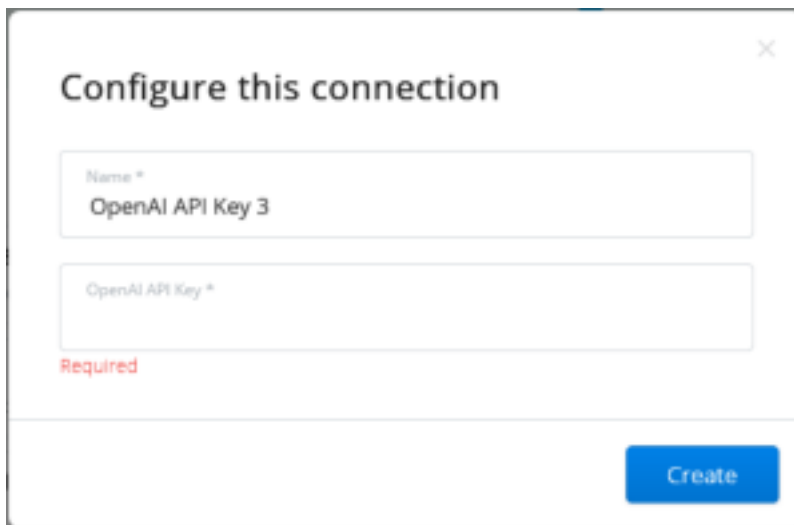 Configure this connection
Name *
OpenAI API Key 3
OpenAI API Key *
Required
Create